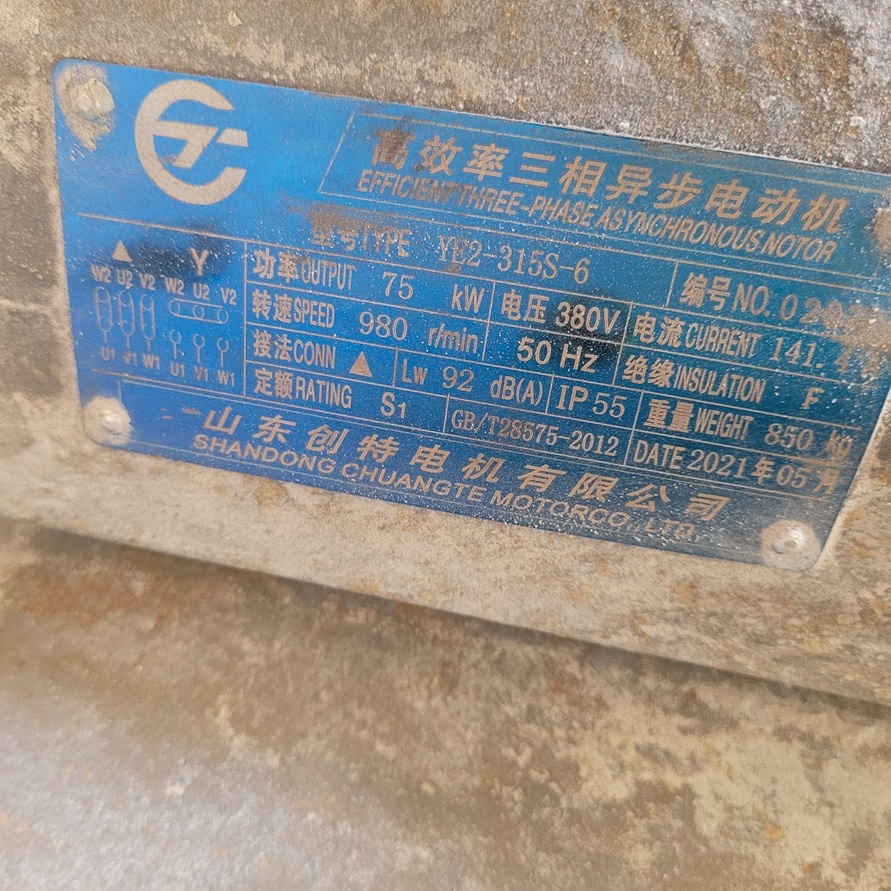 高效率三相异步电动机
EFFICIENT THREE-PHASE ASYNCHRONOUS NOTOR
型号TYPE YE2-315S-6 编号NO.
功率OUTPUT 75 kW 电压 380V 电流CURRENT 141.
转速SPEED 980 r/min 50 Hz 绝缘INSULATION F
接法CONN ▲ Lw 92 dB(A) IP 55 重量WEIGHT 850 kg
定额RATING S1 GB/T28575-2012 DATE 2021年05月
▲ Y
W2 U2 V2 W2 U2 V2
U1 V1 W1 U1 V1 W1
山东创特电机有限公司
SHANDONG CHUANGTE MOTORCO., LTD.